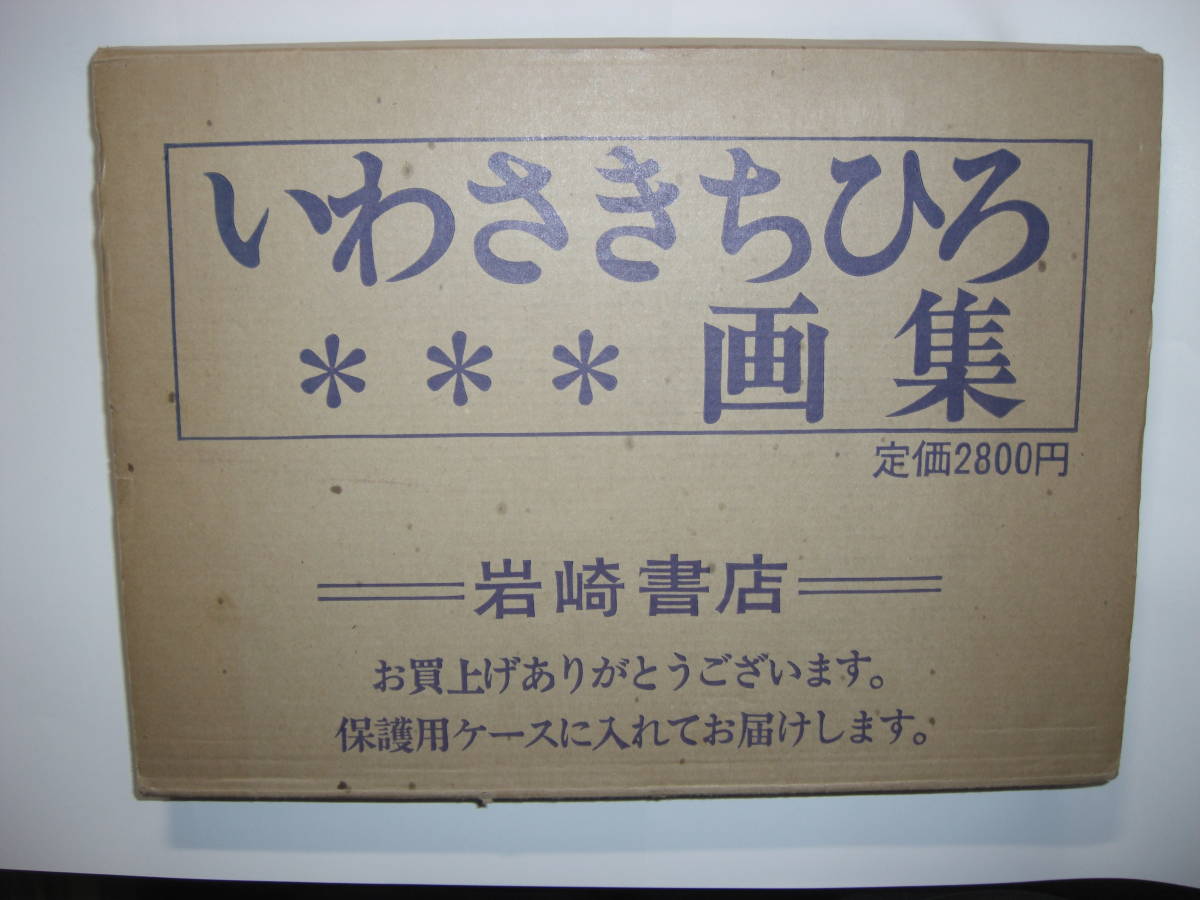 いわさきちひろ
＊＊＊画集
定価2800円
岩崎書店
お買上げありがとうございます。
保護用ケースに入れてお届けします。